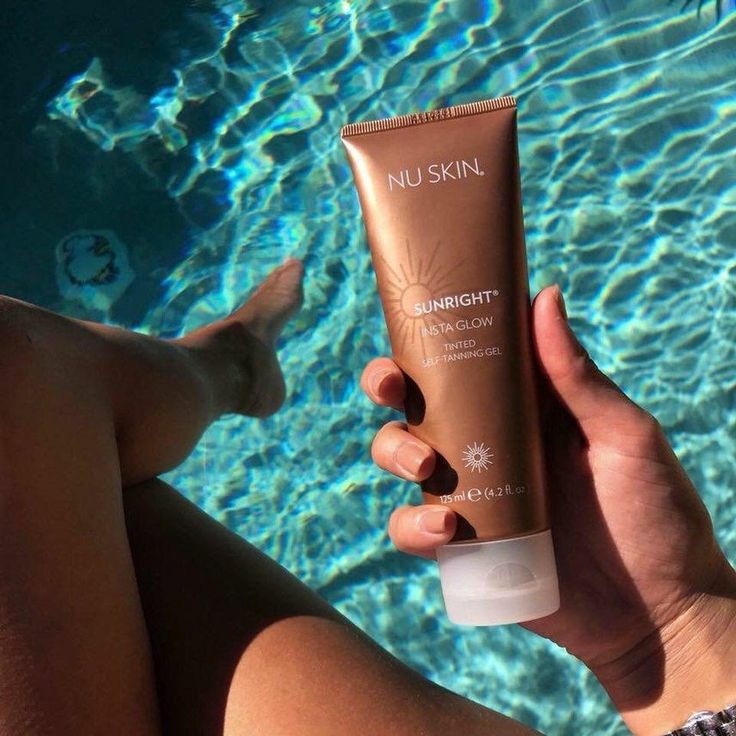 NU SKIN®
SUNRIGHT®
INSTA GLOW
TINTED
SELF-TANNING GEL
125 ml ℮ (4.2 fl. oz